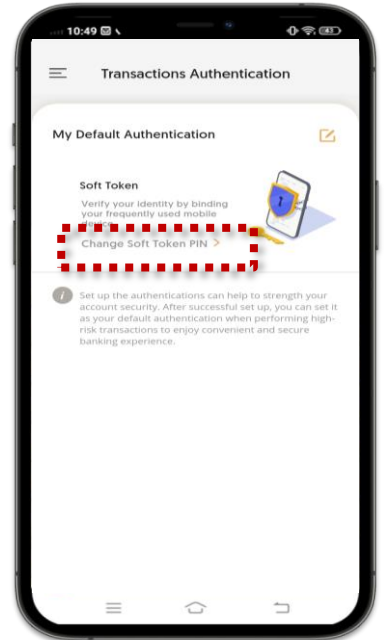 10:49
43
Transactions Authentication
My Default Authentication
Soft Token
Verify your identity by binding
your frequently used mobile
device
Change Soft Token PIN >
i
Set up the authentications can help to strength your
account security. After successful set up, you can set it
as your default authentication when performing high-
risk transactions to enjoy convenient and secure
banking experience.